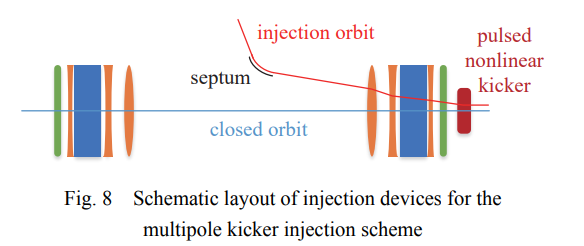 injection orbit
pulsed
nonlinear
kicker
septum
closed orbit
Fig. 8 Schematic layout of injection devices for the
multipole kicker injection scheme